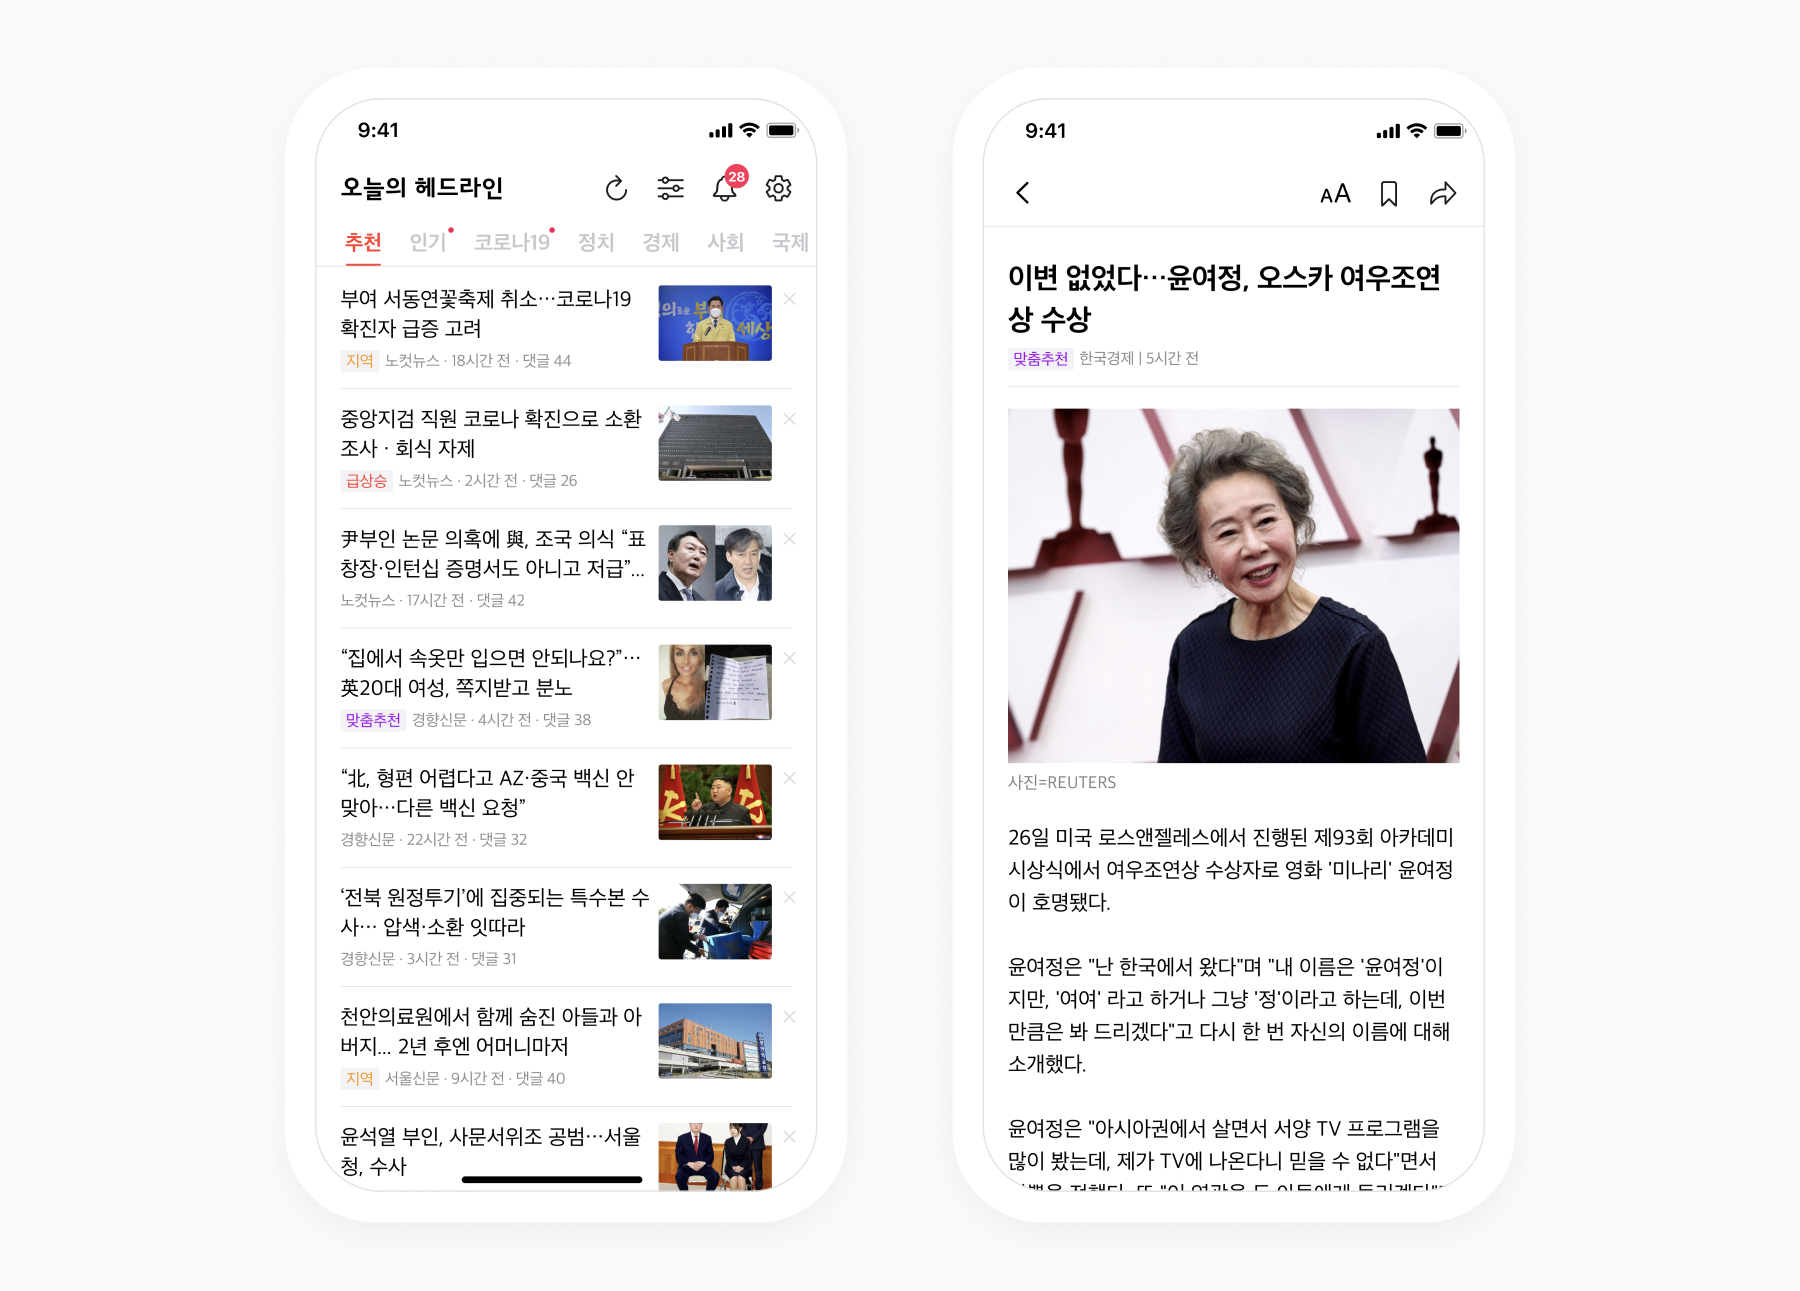 9:41
오늘의 헤드라인
28
추천 인기 코로나19 정치 경제 사회 국제
부여 서동연꽃축제 취소…코로나19
확진자 급증 고려
지역 노컷뉴스 · 18시간 전 · 댓글 44
중앙지검 직원 코로나 확진으로 소환
조사 · 회식 자제
급상승 노컷뉴스 · 2시간 전 · 댓글 26
尹부인 논문 의혹에 與, 조국 의식 “표
창장·인턴십 증명서도 아니고 저급”...
노컷뉴스 · 17시간 전 · 댓글 42
“집에서 속옷만 입으면 안되나요?”…
英20대 여성, 쪽지받고 분노
맞춤추천 경향신문 · 4시간 전 · 댓글 38
“北, 형편 어렵다고 AZ·중국 백신 안
맞아…다른 백신 요청”
경향신문 · 22시간 전 · 댓글 32
‘전북 원정투기’에 집중되는 특수본 수
사… 압색·소환 잇따라
경향신문 · 3시간 전 · 댓글 31
천안의료원에서 함께 숨진 아들과 아
버지... 2년 후엔 어머니마저
지역 서울신문 · 9시간 전 · 댓글 40
윤석열 부인, 사문서위조 공범…서울
청, 수사
9:41
AA
이변 없었다…윤여정, 오스카 여우조연
상 수상
맞춤추천 한국경제 | 5시간 전
사진=REUTERS
26일 미국 로스앤젤레스에서 진행된 제93회 아카데미
시상식에서 여우조연상 수상자로 영화 '미나리' 윤여정
이 호명됐다.
윤여정은 "난 한국에서 왔다"며 "내 이름은 '윤여정'이
지만, '여여' 라고 하거나 그냥 '정'이라고 하는데, 이번
만큼은 봐 드리겠다"고 다시 한 번 자신의 이름에 대해
소개했다.
윤여정은 "아시아권에서 살면서 서양 TV 프로그램을
많이 봤는데, 제가 TV에 나온다니 믿을 수 없다"면서